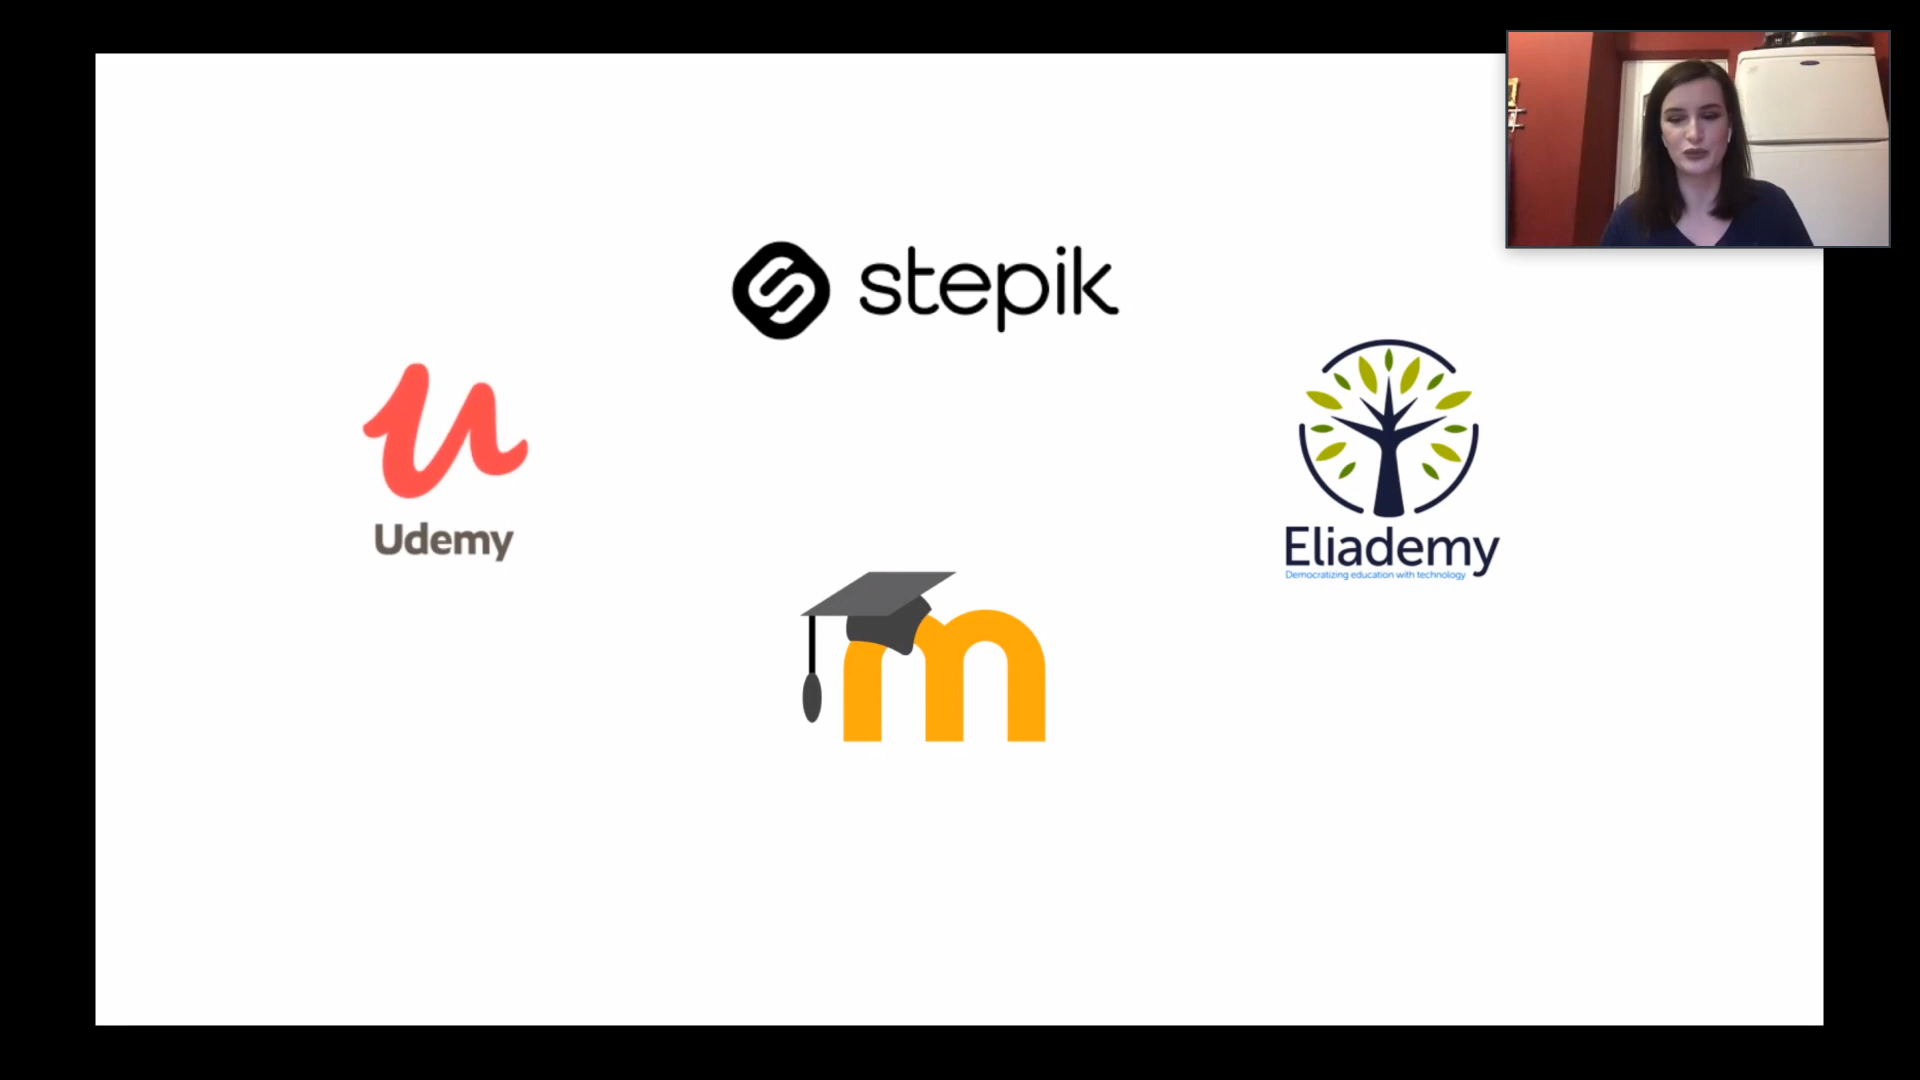 stepik
Udemy
Eliademy
Democratizing education with technology
m